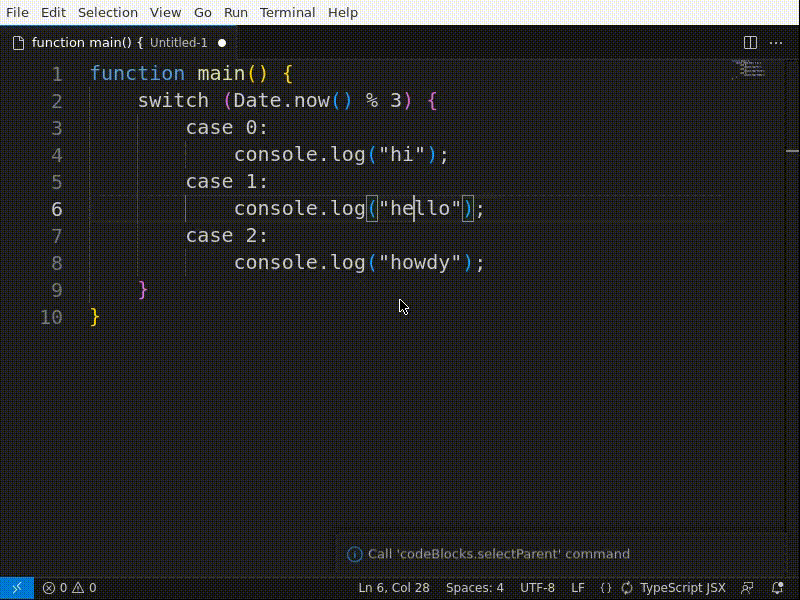 File Edit Selection View Go Run Terminal Help
function main() { Untitled-1
1 function main() {
2     switch (Date.now() % 3) {
3         case 0:
4             console.log("hi");
5         case 1:
6             console.log("hello");
7         case 2:
8             console.log("howdy");
9     }
10 }
Call 'codeBlocks.selectParent' command
0 0 Ln 6, Col 28 Spaces: 4 UTF-8 LF {} TypeScript JSX